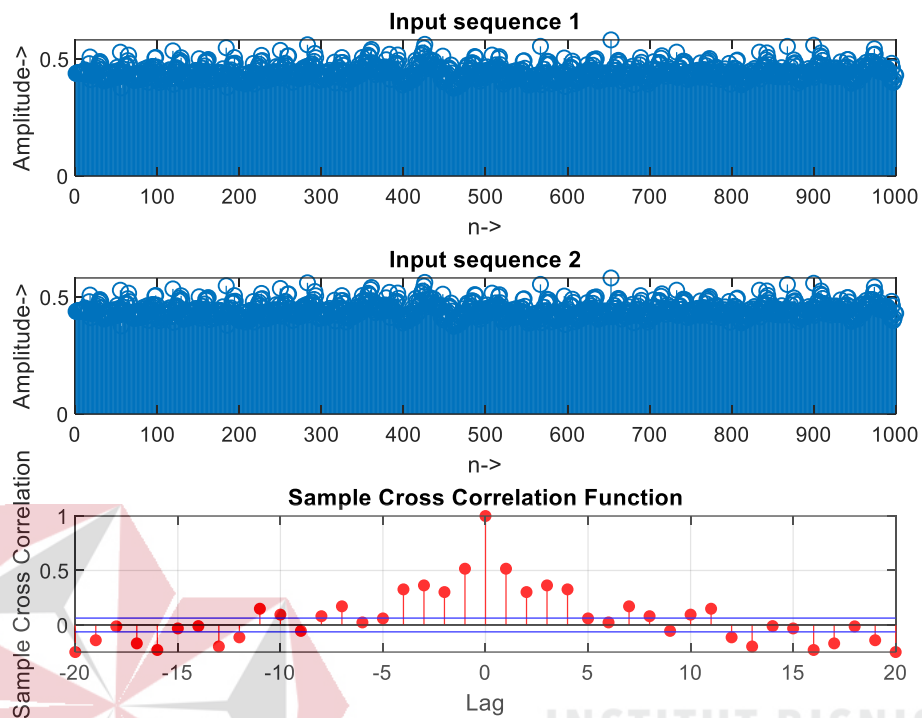 Input sequence 1
Amplitude->
0.5
0
0 100 200 300 400 500 600 700 800 900 1000
n->
Input sequence 2
Amplitude->
0.5
0
0 100 200 300 400 500 600 700 800 900 1000
n->
Sample Cross Correlation Function
Sample Cross Correlation
1
0.5
0
-20 -15 -10 -5 0 5 10 15 20
Lag
INSTITUT BISNIS